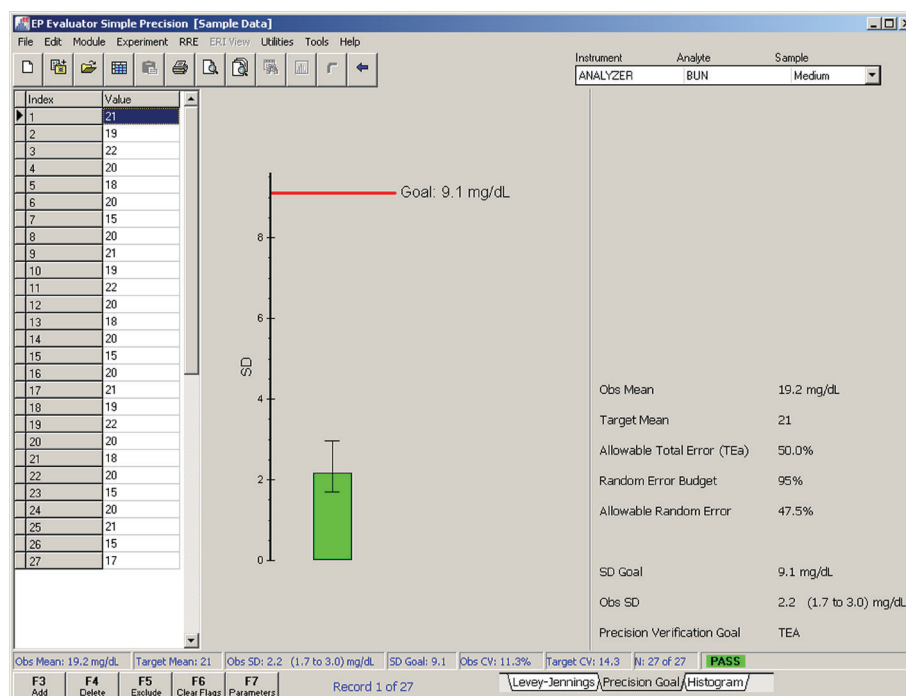 EP Evaluator Simple Precision [Sample Data]
File Edit Module Experiment RRE ERI View Utilities Tools Help
Instrument Analyte Sample
ANALYZER BUN Medium
Index Value
1 21
2 19
3 22
4 20
5 18
6 20
7 15
8 20
9 21
10 19
11 22
12 20
13 18
14 20
15 15
16 20
17 21
18 19
19 22
20 20
21 18
22 20
23 15
24 20
25 21
26 15
27 17
Goal: 9.1 mg/dL
8
6
SD
4
2
0
Obs Mean 19.2 mg/dL
Target Mean 21
Allowable Total Error (TEa) 50.0%
Random Error Budget 95%
Allowable Random Error 47.5%
SD Goal 9.1 mg/dL
Obs SD 2.2 (1.7 to 3.0) mg/dL
Precision Verification Goal TEA
Obs Mean: 19.2 mg/dL Target Mean: 21 Obs SD: 2.2 (1.7 to 3.0) mg/dL SD Goal: 9.1 Obs CV: 11.3% Target CV: 14.3 N: 27 of 27 PASS
F3 F4 F5 F6 F7
Add Delete Exclude Clear Flags Parameters
Record 1 of 27
Levey-Jennings Precision Goal Histogram